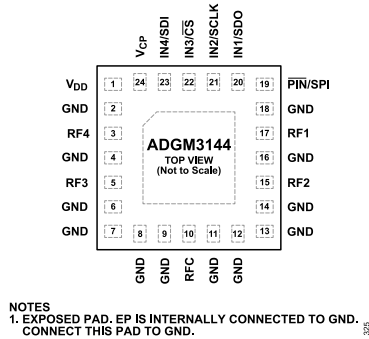 VCP
IN4/SDI
IN3/CS
IN2/SCLK
IN1/SDO
24 23 22 21 20
VDD 1
GND 2
RF4 3
GND 4
RF3 5
GND 6
GND 7
19 PIN/SPI
18 GND
17 RF1
16 GND
15 RF2
14 GND
13 GND
ADGM3144
TOP VIEW
(Not to Scale)
8 9 10 11 12
GND
GND
RFC
GND
GND
NOTES
1. EXPOSED PAD. EP IS INTERNALLY CONNECTED TO GND.
CONNECT THIS PAD TO GND.
325